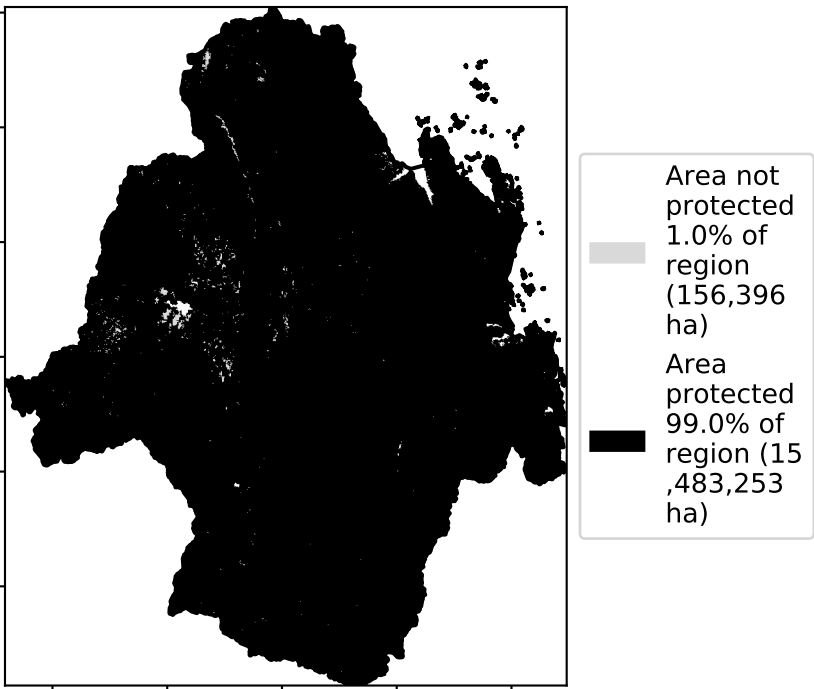 Area not
protected
1.0% of
region
(156,396
ha)
Area
protected
99.0% of
region (15
,483,253
ha)